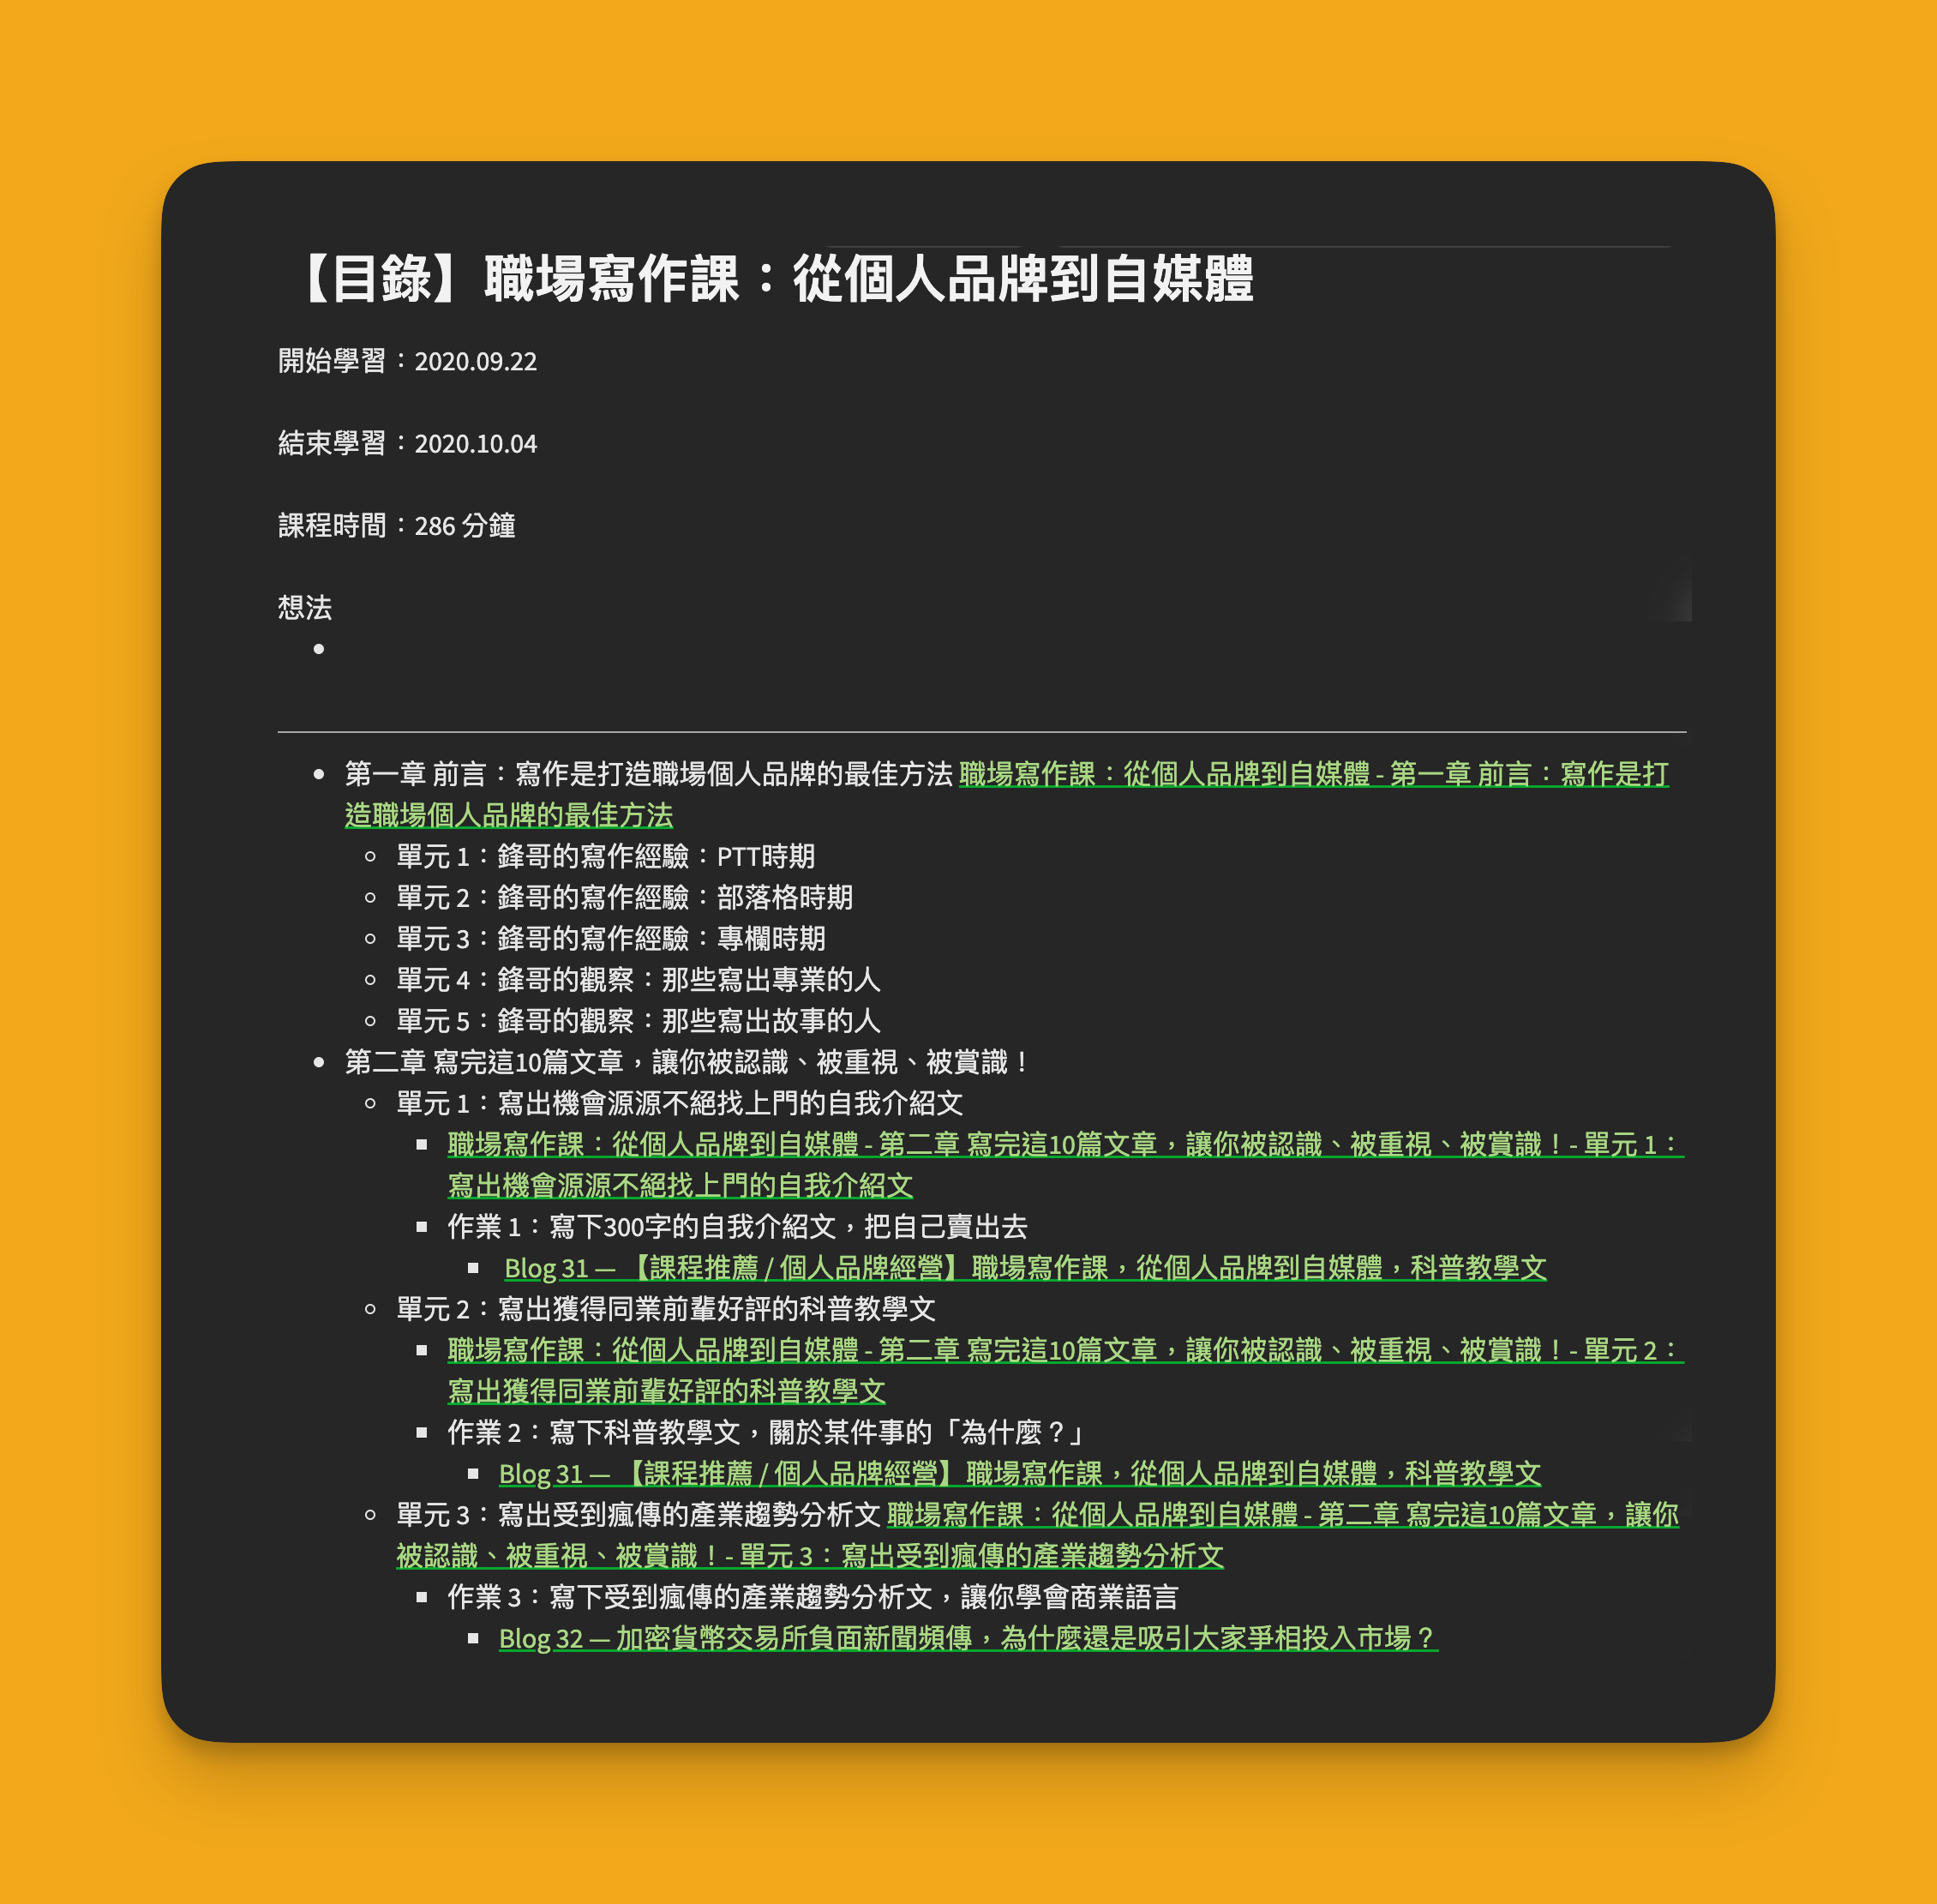 【目錄】職場寫作課：從個人品牌到自媒體
開始學習：2020.09.22
結束學習：2020.10.04
課程時間：286 分鐘
想法
第一章 前言：寫作是打造職場個人品牌的最佳方法 職場寫作課：從個人品牌到自媒體 - 第一章 前言：寫作是打
造職場個人品牌的最佳方法
單元 1：鋒哥的寫作經驗：PTT時期
單元 2：鋒哥的寫作經驗：部落格時期
單元 3：鋒哥的寫作經驗：專欄時期
單元 4：鋒哥的觀察：那些寫出專業的人
單元 5：鋒哥的觀察：那些寫出故事的人
第二章 寫完這10篇文章，讓你被認識、被重視、被賞識！
單元 1：寫出機會源源不絕找上門的自我介紹文
職場寫作課：從個人品牌到自媒體 - 第二章 寫完這10篇文章，讓你被認識、被重視、被賞識！- 單元 1：
寫出機會源源不絕找上門的自我介紹文
作業 1：寫下300字的自我介紹文，把自己賣出去
Blog 31 — 【課程推薦 / 個人品牌經營】職場寫作課，從個人品牌到自媒體，科普教學文
單元 2：寫出獲得同業前輩好評的科普教學文
職場寫作課：從個人品牌到自媒體 - 第二章 寫完這10篇文章，讓你被認識、被重視、被賞識！- 單元 2：
寫出獲得同業前輩好評的科普教學文
作業 2：寫下科普教學文，關於某件事的「為什麼？」
Blog 31 — 【課程推薦 / 個人品牌經營】職場寫作課，從個人品牌到自媒體，科普教學文
單元 3：寫出受到瘋傳的產業趨勢分析文 職場寫作課：從個人品牌到自媒體 - 第二章 寫完這10篇文章，讓你
被認識、被重視、被賞識！- 單元 3：寫出受到瘋傳的產業趨勢分析文
作業 3：寫下受到瘋傳的產業趨勢分析文，讓你學會商業語言
Blog 32 — 加密貨幣交易所負面新聞頻傳，為什麼還是吸引大家爭相投入市場？